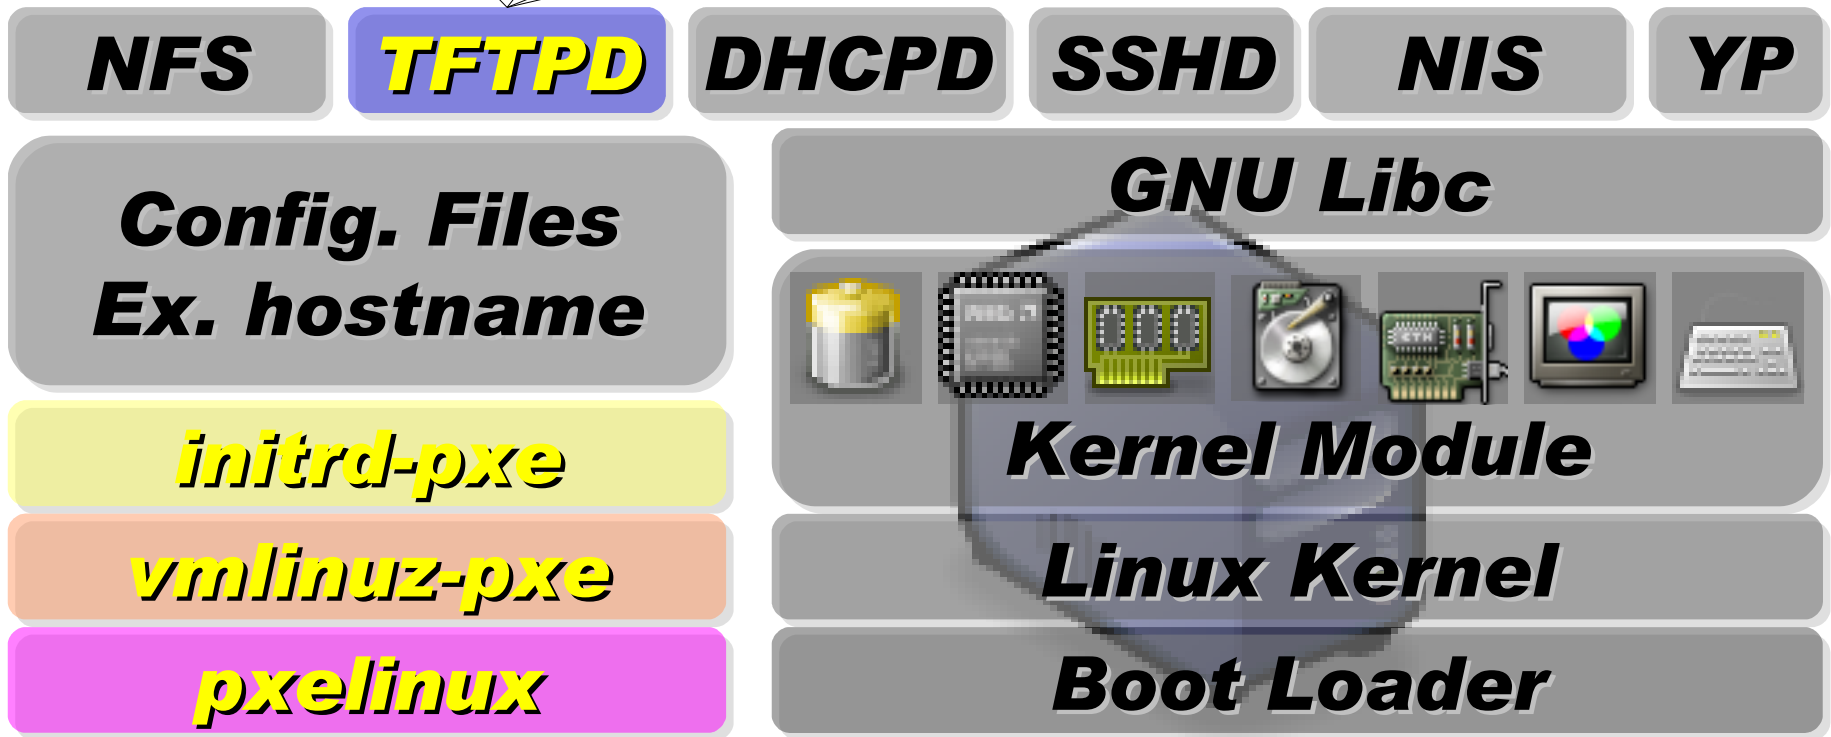 NFS
TFTPD
DHCPD
SSHD
NIS
YP
Config. Files
Ex. hostname
initrd-pxe
vmlinuz-pxe
pxelinux
GNU Libc
Kernel Module
Linux Kernel
Boot Loader